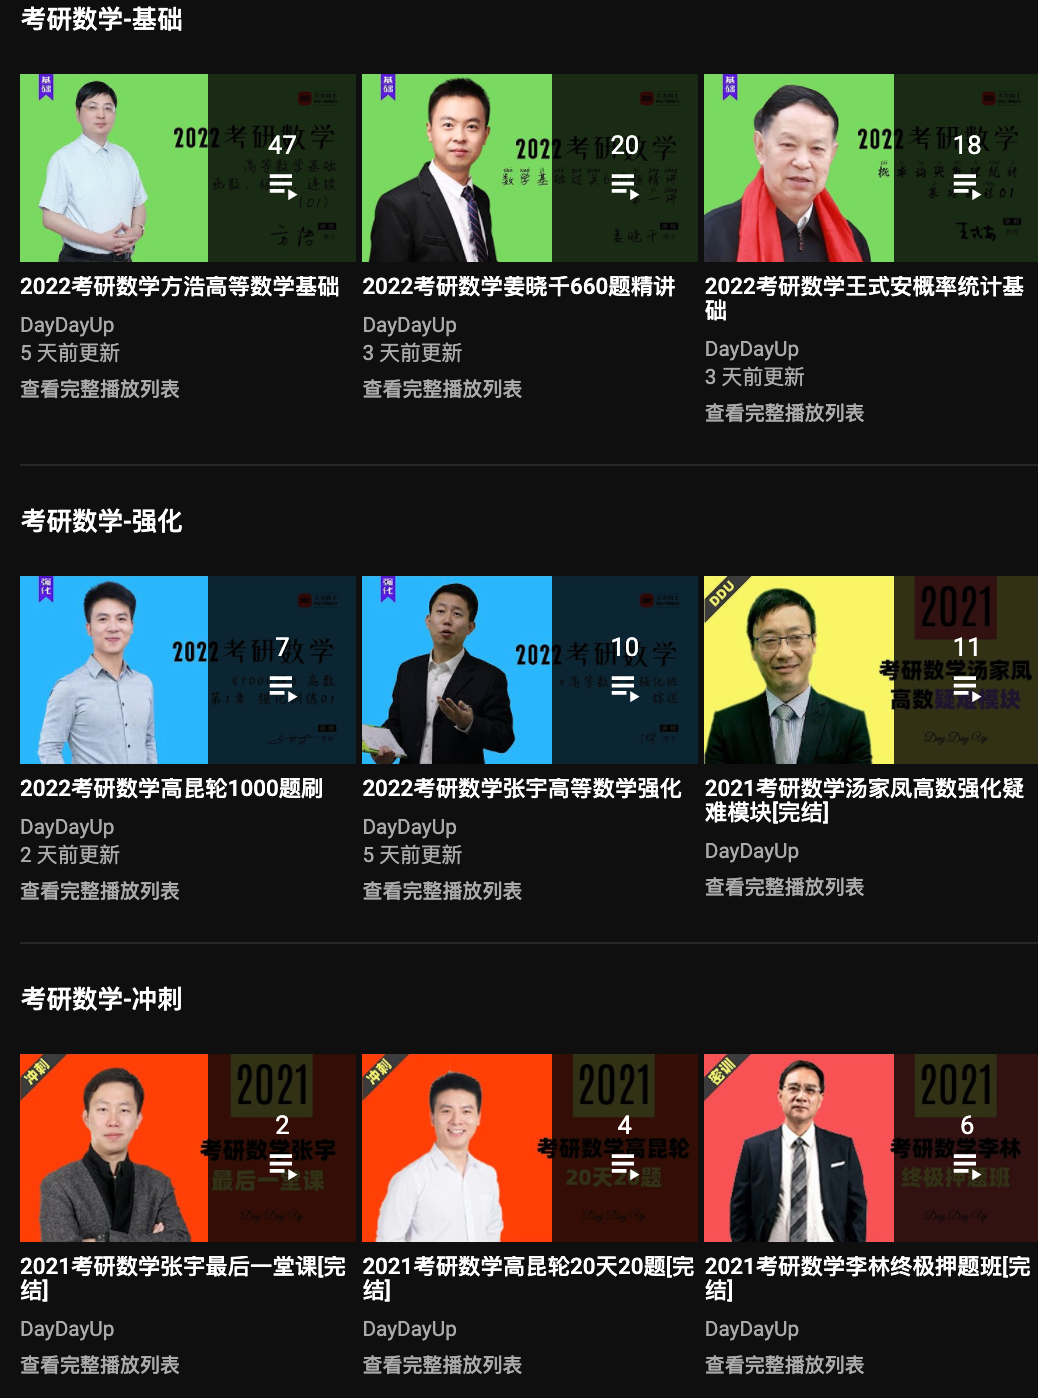 考研数学-基础
基础
2022考研数学
高等数学基础
(01)
方浩
47
基础
2022考研数学
20
基础
2022考研数学
18
2022考研数学方浩高等数学基础
DayDayUp
5 天前更新
查看完整播放列表
2022考研数学姜晓千660题精讲
DayDayUp
3 天前更新
查看完整播放列表
2022考研数学王式安概率统计基
础
DayDayUp
3 天前更新
查看完整播放列表
考研数学-强化
强化
2022考研数学
7
强化
2022考研数学
10
DDU
2021
11
考研数学汤家凤
高数疑难模块
Day Day Up
2022考研数学高昆轮1000题刷
DayDayUp
2 天前更新
查看完整播放列表
2022考研数学张宇高等数学强化
DayDayUp
5 天前更新
查看完整播放列表
2021考研数学汤家凤高数强化疑
难模块[完结]
DayDayUp
查看完整播放列表
考研数学-冲刺
冲刺
2021
2
考研数学张宇
最后一堂课
Day Day Up
冲刺
2021
4
考研数学高昆轮
20天20题
Day Day Up
密训
2021
6
考研数学李林
终极押题班
Day Day Up
2021考研数学张宇最后一堂课[完
结]
DayDayUp
查看完整播放列表
2021考研数学高昆轮20天20题[完
结]
DayDayUp
查看完整播放列表
2021考研数学李林终极押题班[完
结]
DayDayUp
查看完整播放列表